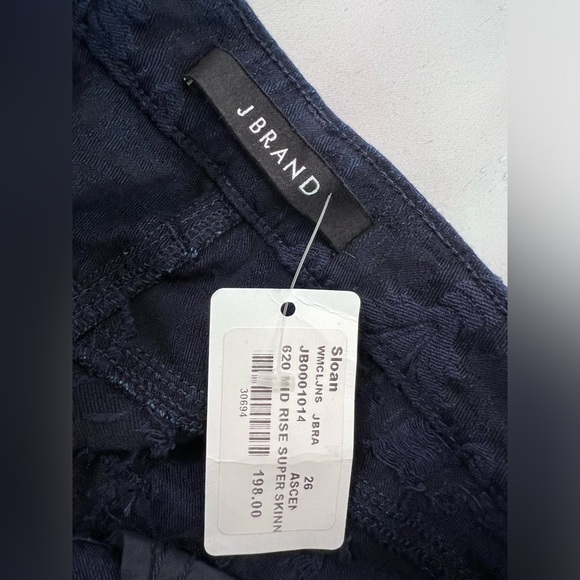 J BRAND
Sloan
WMCLJNS JBRA
JB0001014 26
620 MID RISE SUPER SKINN
ASCEN
30694
198.00